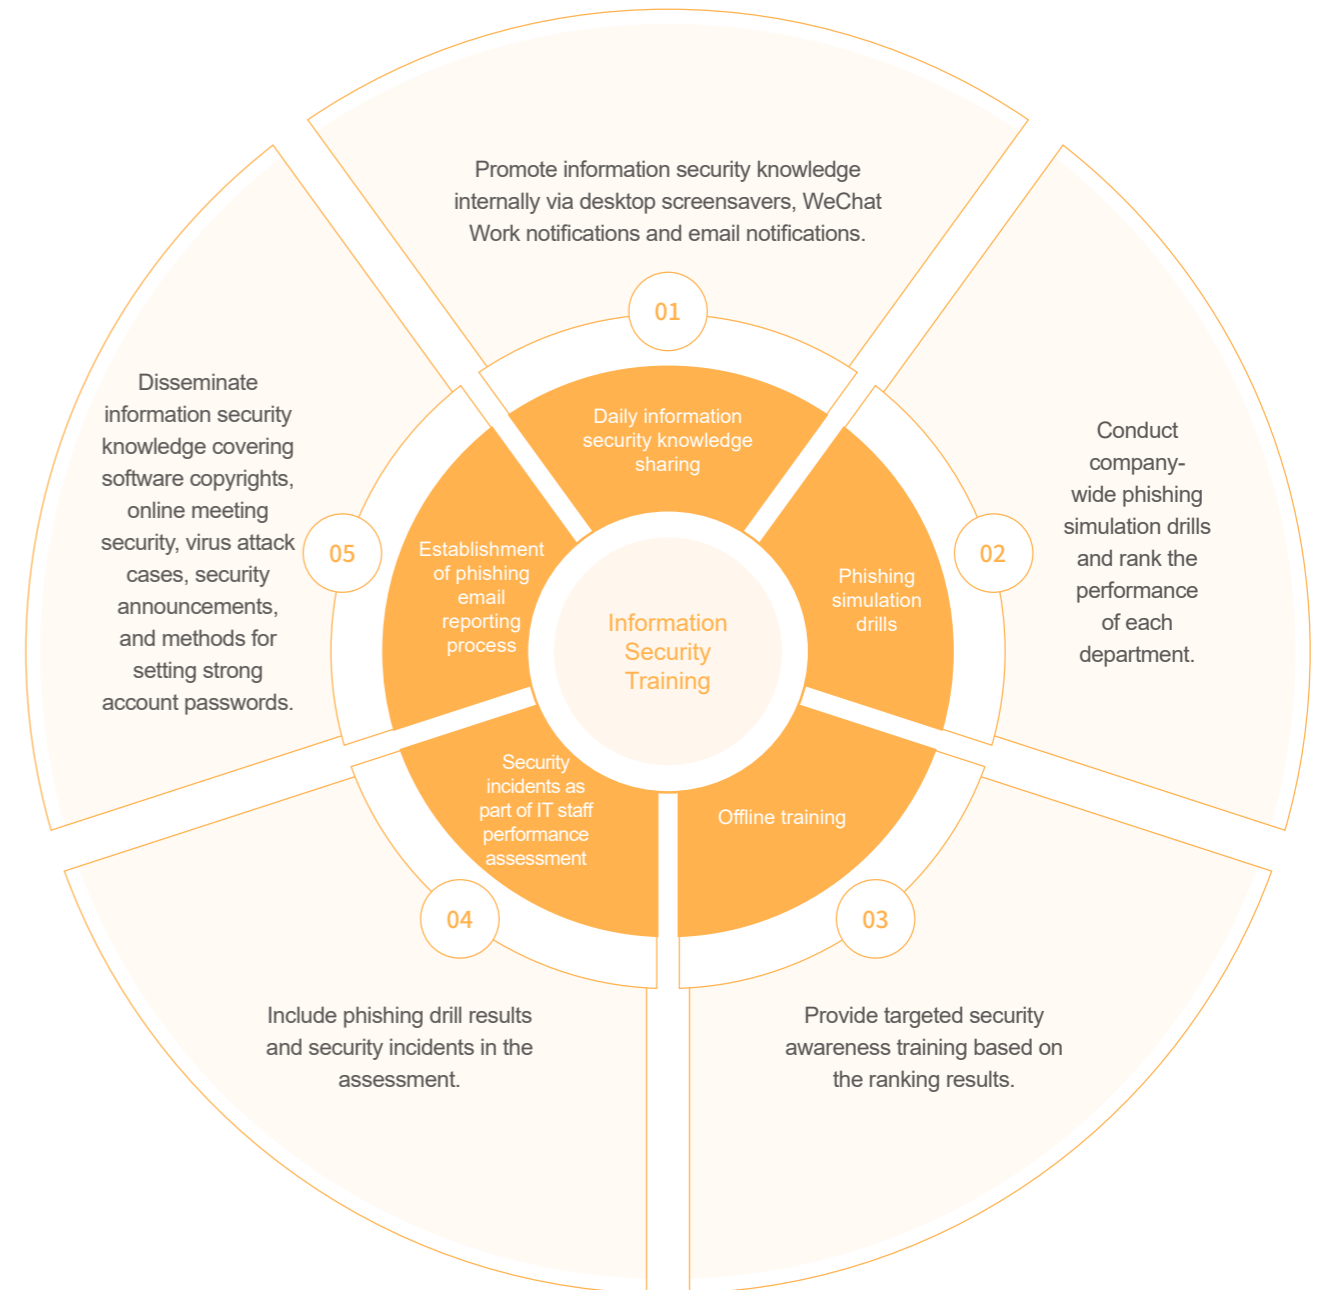 Promote information security knowledge
internally via desktop screensavers, WeChat
Work notifications and email notifications.
01
Daily information
security knowledge
sharing
Conduct
company-
wide phishing
simulation drills
and rank the
performance
of each
department.
02
Phishing
simulation
drills
Provide targeted security
awareness training based on
the ranking results.
03
Offline training
Include phishing drill results
and security incidents in the
assessment.
04
Security
incidents as
part of IT staff
performance
assessment
Disseminate
information security
knowledge covering
software copyrights,
online meeting
security, virus attack
cases, security
announcements,
and methods for
setting strong
account passwords.
05
Establishment
of phishing
email
reporting
process
Information
Security
Training